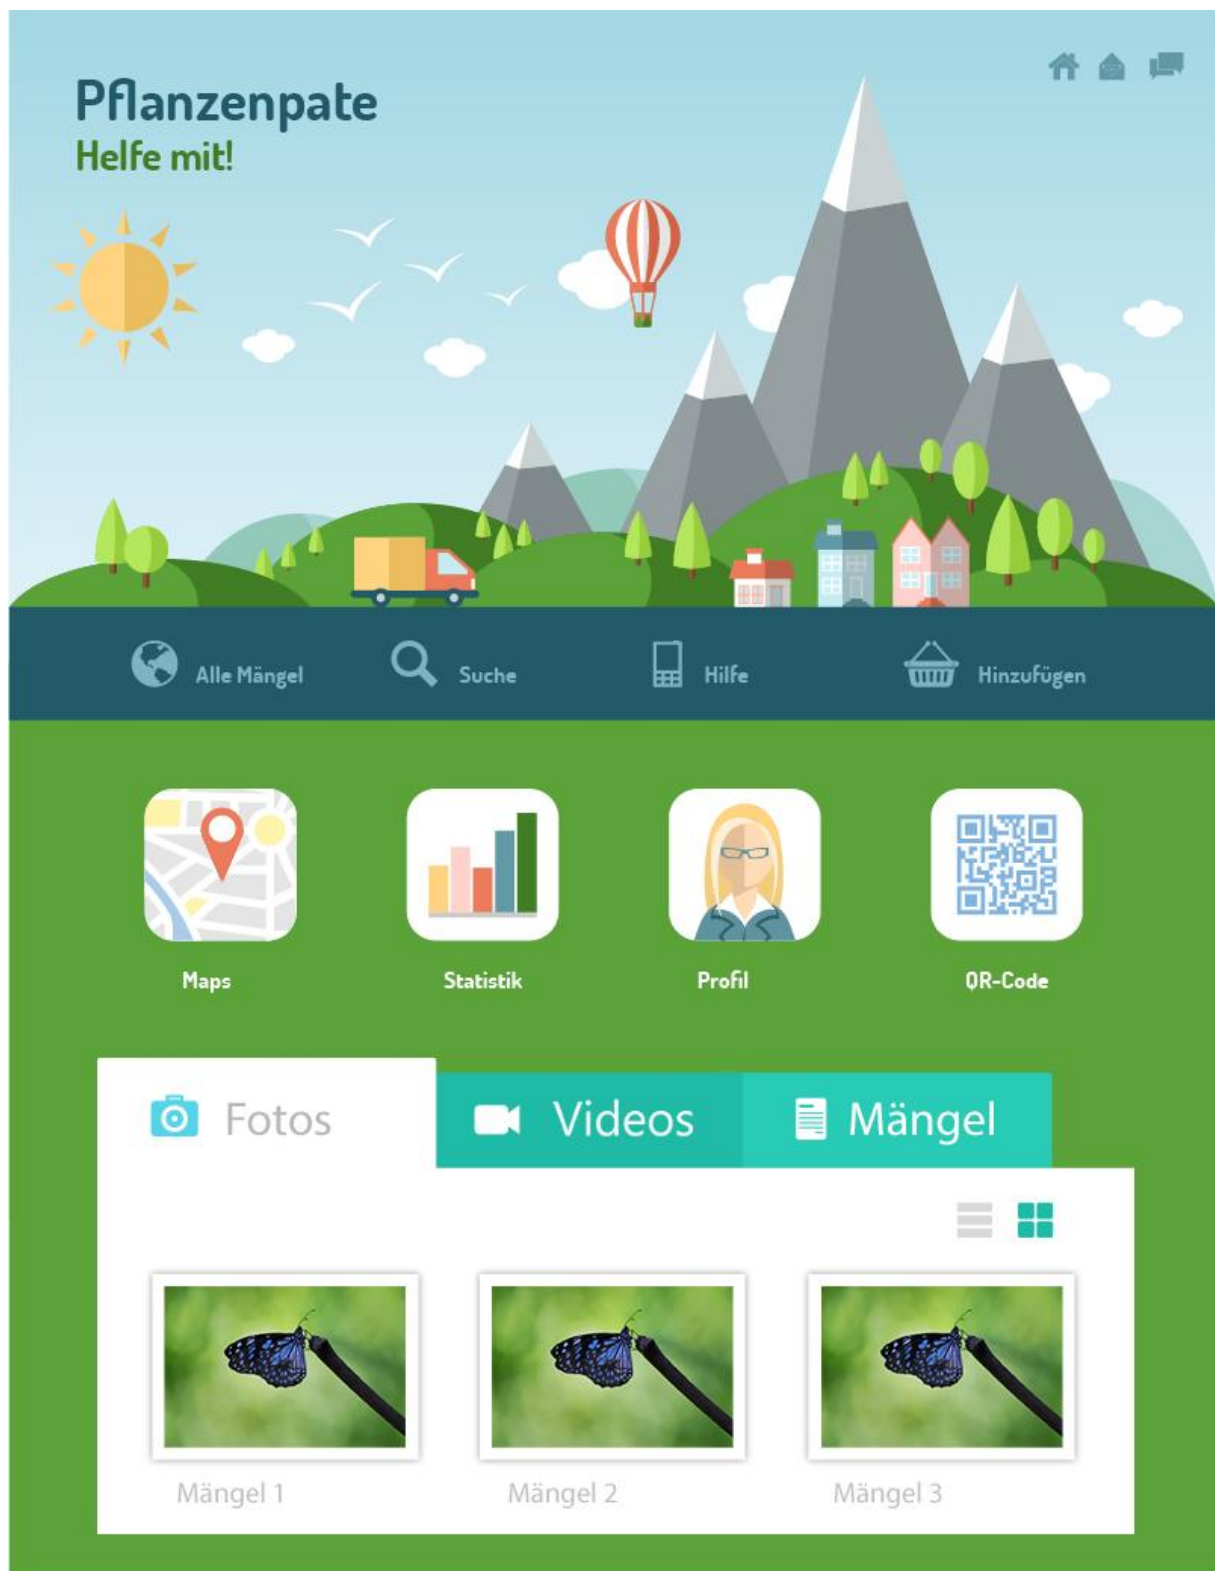 Pflanzenpate
Helfe mit!
Alle Mängel
Suche
Hilfe
Hinzufügen
Maps
Statistik
Profil
QR-Code
Fotos
Videos
Mängel
Mängel 1
Mängel 2
Mängel 3